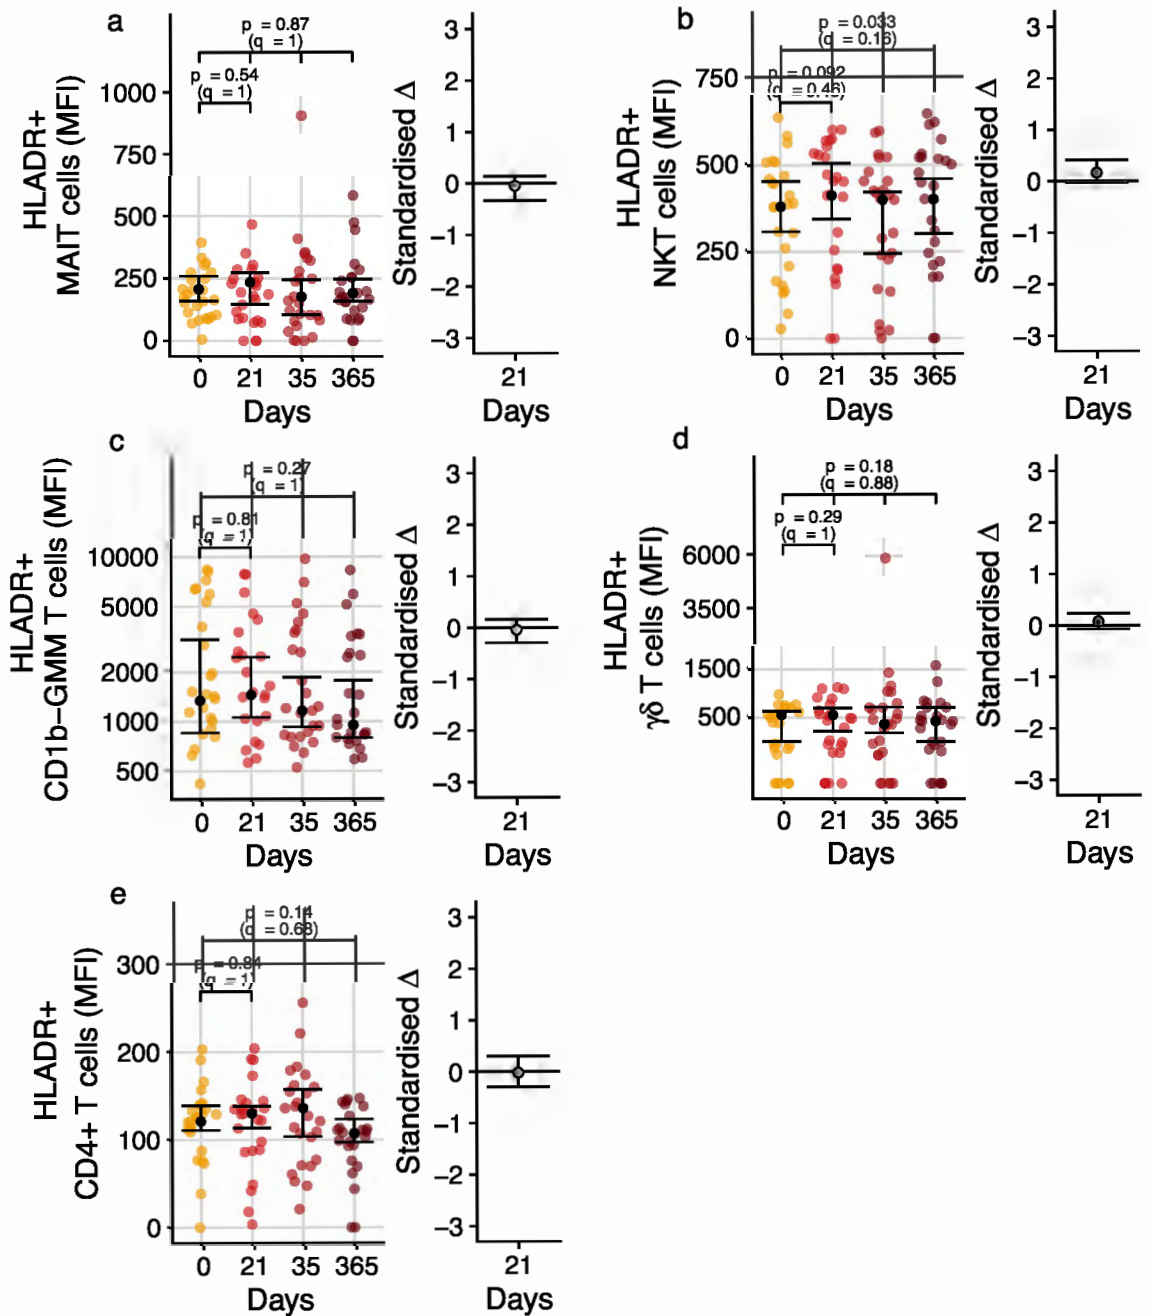 a
p = 0.87
(q = 1)
p = 0.54
(q = 1)
HLADR+
MAIT cells (MFI)
1000
750
500
250
0
0 21 35 365
Days
Standardised Δ
3
2
1
0
−1
−2
−3
21
Days
b
p = 0.033
(q = 0.16)
p = 0.092
(q = 0.46)
HLADR+
NKT cells (MFI)
750
500
250
0
0 21 35 365
Days
Standardised Δ
3
2
1
0
−1
−2
−3
21
Days
c
p = 0.27
(q = 1)
p = 0.81
(q = 1)
HLADR+
CD1b−GMM T cells (MFI)
10000
5000
2000
1000
500
0 21 35 365
Days
Standardised Δ
3
2
1
0
−1
−2
−3
21
Days
d
p = 0.18
(q = 0.88)
p = 0.29
(q = 1)
HLADR+
γδ T cells (MFI)
6000
3500
1500
500
0 21 35 365
Days
Standardised Δ
3
2
1
0
−1
−2
−3
21
Days
e
p = 0.14
(q = 0.68)
p = 0.84
(q = 1)
HLADR+
CD4+ T cells (MFI)
300
200
100
0
0 21 35 365
Days
Standardised Δ
3
2
1
0
−1
−2
−3
21
Days